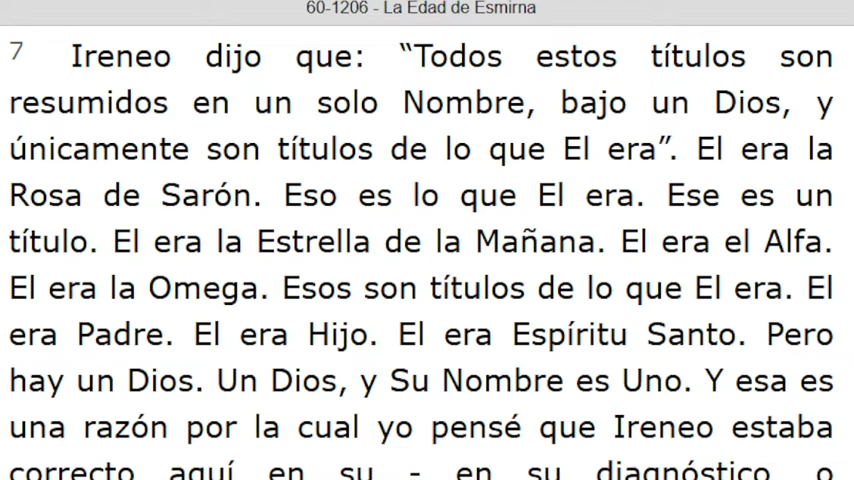 60-1206 - La Edad de Esmirna
7 Ireneo dijo que: “Todos estos títulos son
resumidos en un solo Nombre, bajo un Dios, y
únicamente son títulos de lo que El era”. El era la
Rosa de Sarón. Eso es lo que El era. Ese es un
título. El era la Estrella de la Mañana. El era el Alfa.
El era la Omega. Esos son títulos de lo que El era. El
era Padre. El era Hijo. El era Espíritu Santo. Pero
hay un Dios. Un Dios, y Su Nombre es Uno. Y esa es
una razón por la cual yo pensé que Ireneo estaba
correcto aquí en su - en su diagnóstico, o